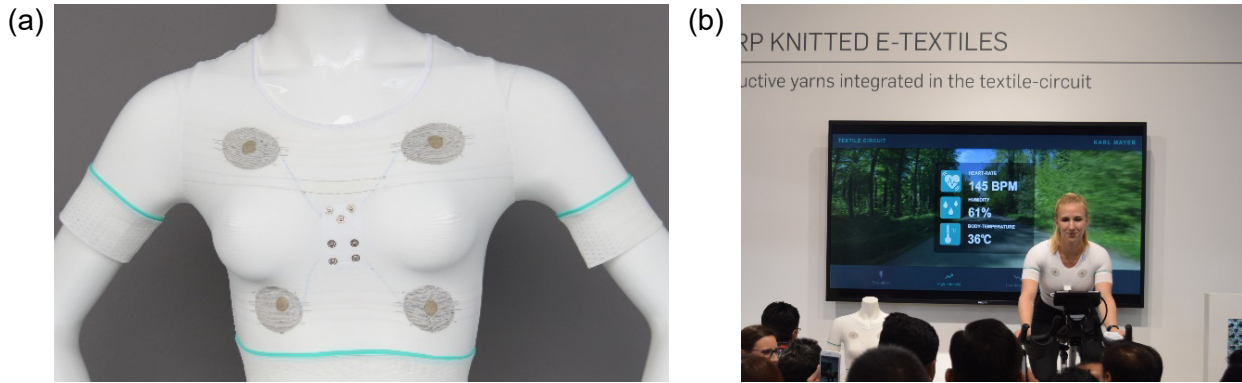 (a)
(b)
RP KNITTED E-TEXTILES
uctive yarns integrated in the textile-circuit
TEXTILE CIRCUIT
KARL MAYER
HEART-RATE
145 BPM
HUMIDITY
61%
BODY-TEMPERATURE
36°C